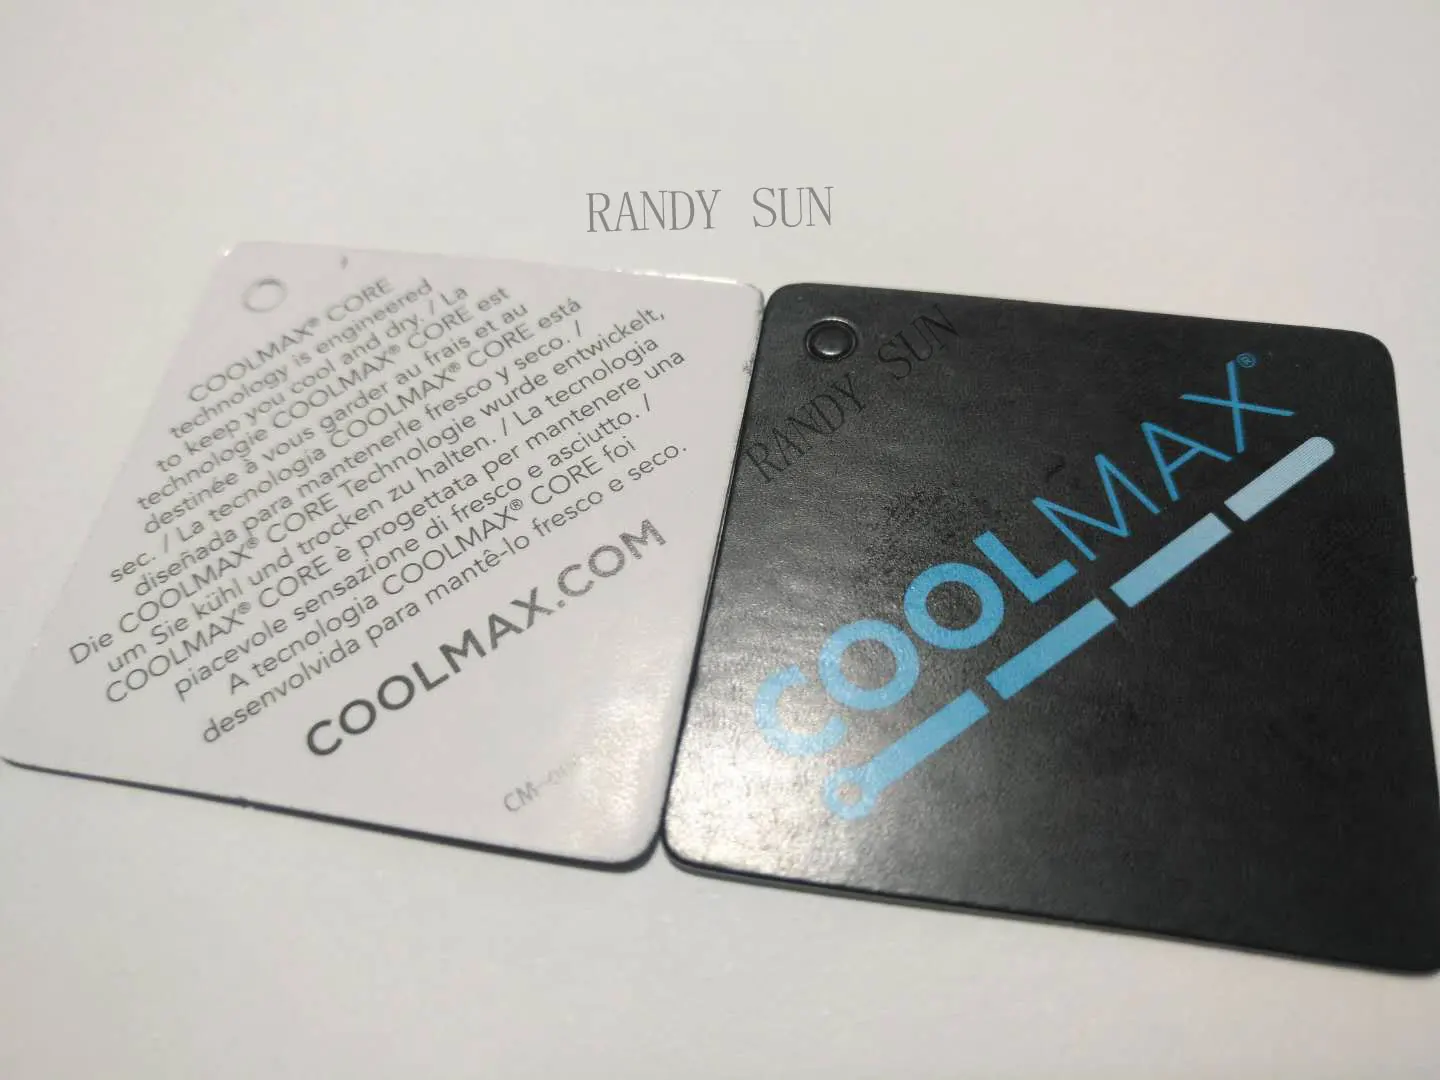 RANDY SUN
COOLMAX® CORE
technology is engineered
to keep you cool and dry. / La
technologie COOLMAX® CORE est
destinée à vous garder au frais et au
sec. / La tecnología COOLMAX® CORE está
diseñada para mantenerle fresco y seco. /
Die COOLMAX® CORE Technologie wurde entwickelt,
um Sie kühl und trocken zu halten. / La tecnologia
COOLMAX® CORE è progettata per mantenere una
piacevole sensazione di fresco e asciutto. /
A tecnologia COOLMAX® CORE foi
desenvolvida para mantê-lo fresco e seco.
COOLMAX.COM
RANDY SUN
COOLMAX®